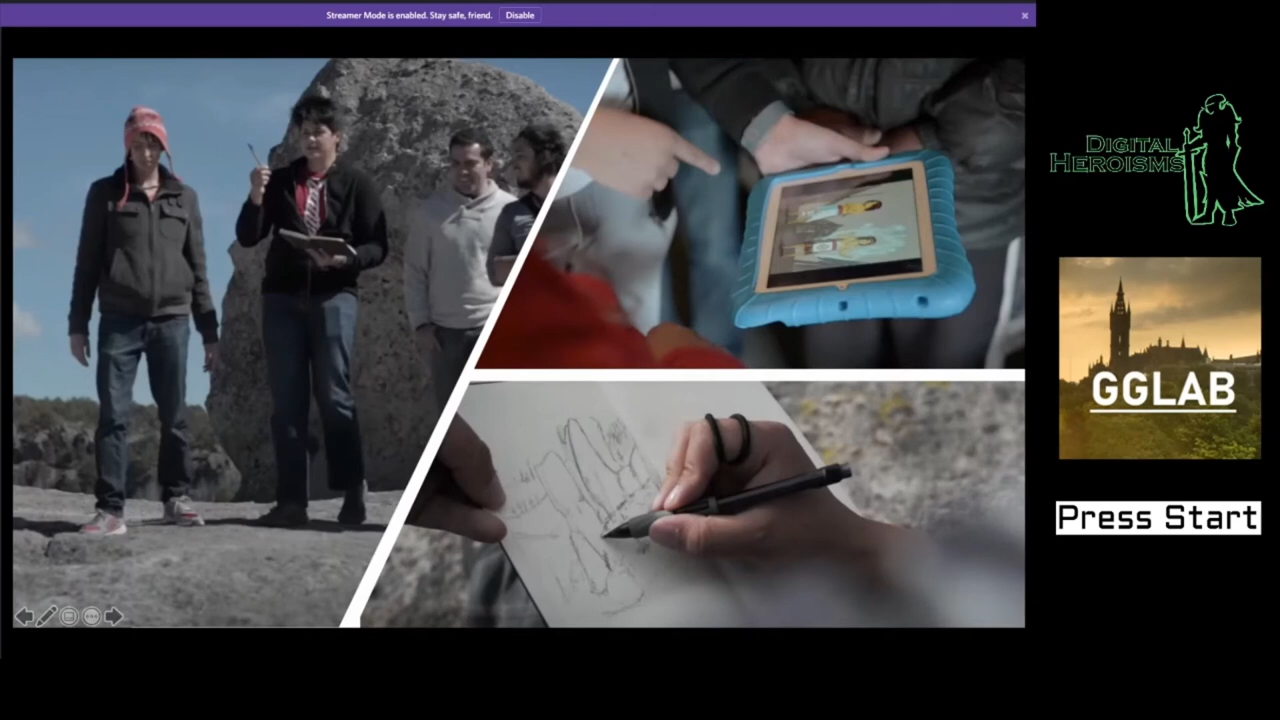 Streamer Mode is enabled. Stay safe, friend. Disable
DIGITAL
HEROISMS
GGLAB
Press Start